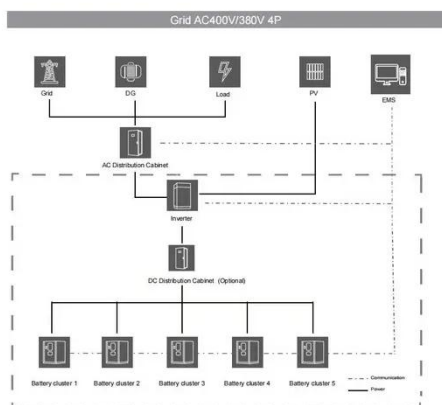 Grid AC400V/380V 4P
Grid
DG
Load
PV
EMS
AC Distribution Cabinet
Inverter
DC Distribution Cabinet (Optional)
Battery cluster 1
Battery cluster 2
Battery cluster 3
Battery cluster 4
Battery cluster 5
Communication
Power